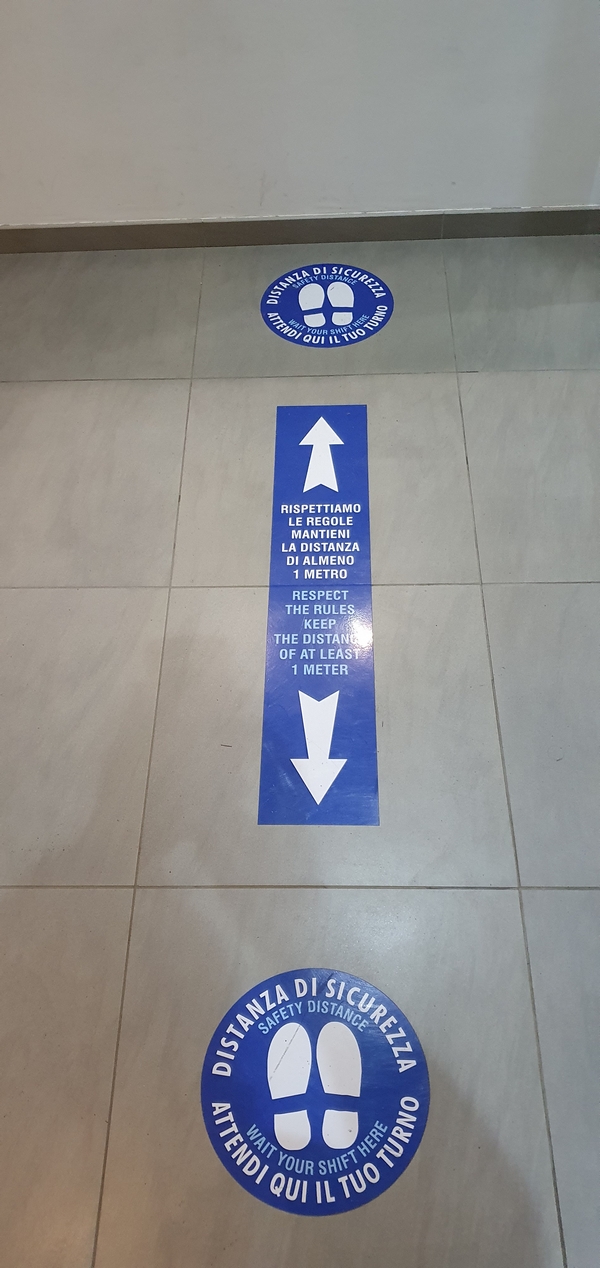 DISTANZA DI SICUREZZA
SAFETY DISTANCE
WAIT YOUR SHIFT HERE
ATTENDI QUI IL TUO TURNO
RISPETTIAMO
LE REGOLE
MANTIENI
LA DISTANZA
DI ALMENO
1 METRO
RESPECT
THE RULES
KEEP
THE DISTANCE
OF AT LEAST
1 METER
DISTANZA DI SICUREZZA
SAFETY DISTANCE
WAIT YOUR SHIFT HERE
ATTENDI QUI IL TUO TURNO